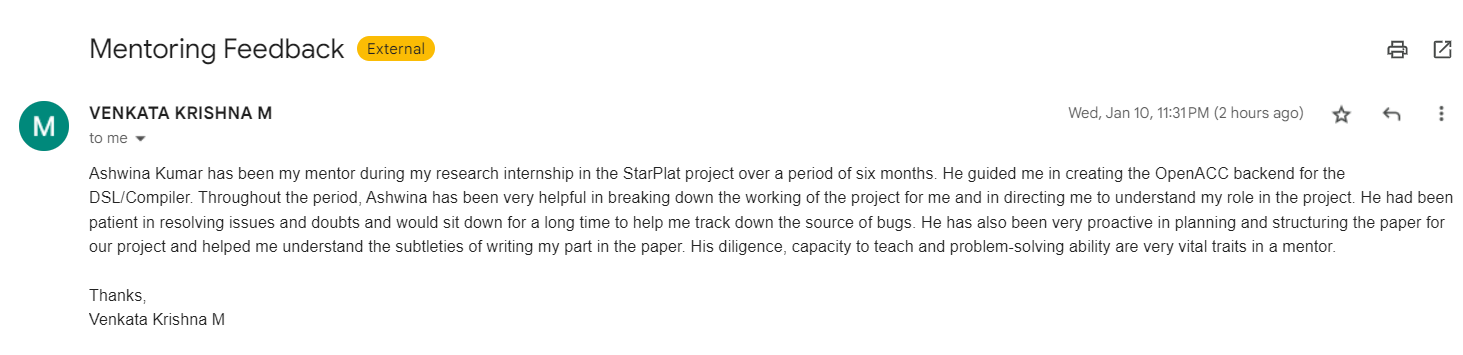 Mentoring Feedback External
VENKATA KRISHNA M
Wed, Jan 10, 11:31 PM (2 hours ago)
M
to me
Ashwina Kumar has been my mentor during my research internship in the StarPlat project over a period of six months. He guided me in creating the OpenACC backend for the
DSL/Compiler. Throughout the period, Ashwina has been very helpful in breaking down the working of the project for me and in directing me to understand my role in the project. He had been
patient in resolving issues and doubts and would sit down for a long time to help me track down the source of bugs. He has also been very proactive in planning and structuring the paper for
our project and helped me understand the subtleties of writing my part in the paper. His diligence, capacity to teach and problem-solving ability are very vital traits in a mentor.
Thanks,
Venkata Krishna M